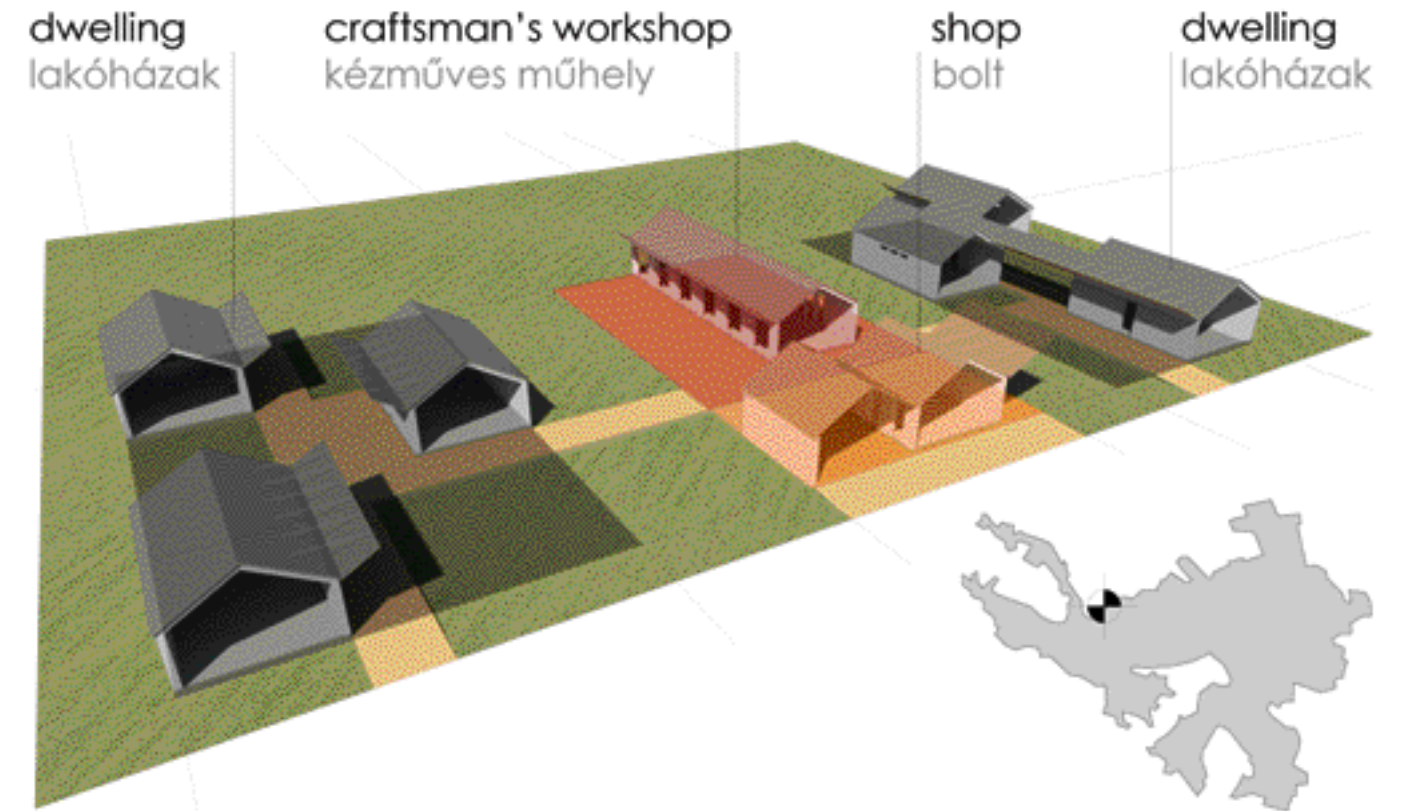 dwelling
lakóházak
craftsman's workshop
kézműves műhely
shop
bolt
dwelling
lakóházak